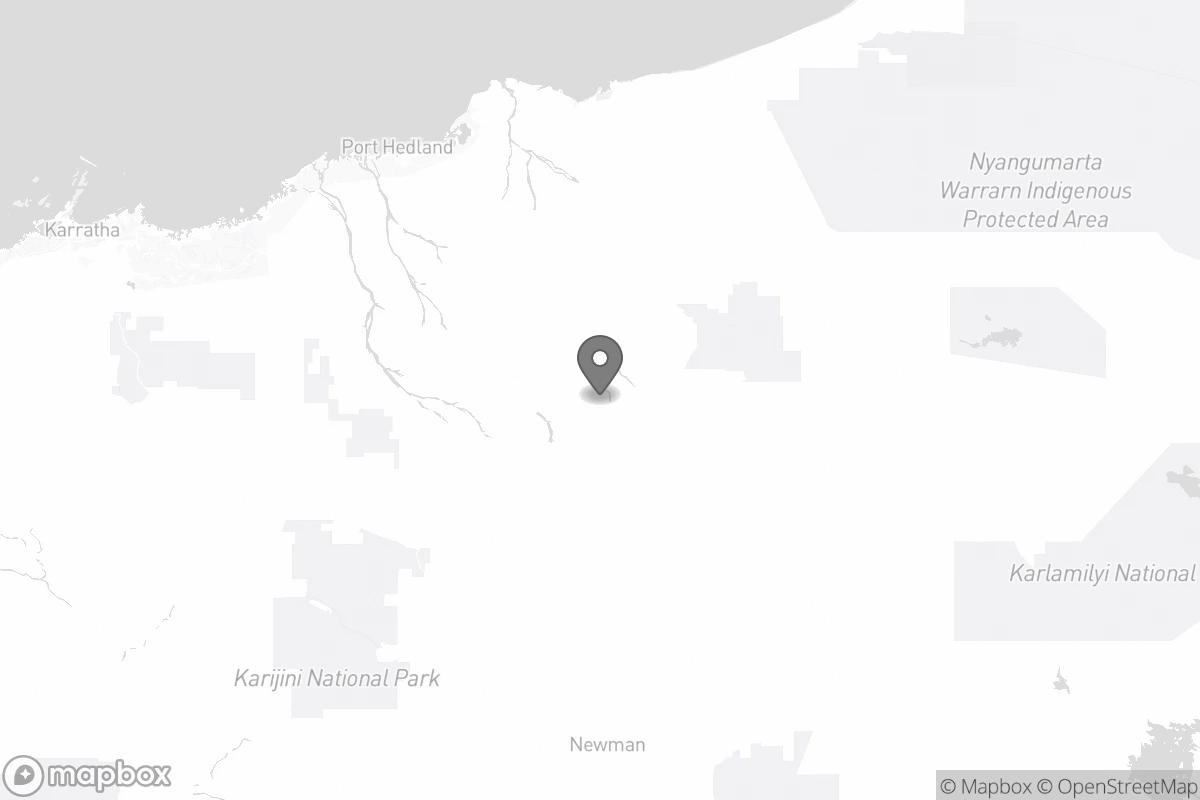 Port Hedland
Nyangumarta
Warrarn Indigenous
Protected Area
Karratha
Karlamilyi National
Karijini National Park
Newman
mapbox
© Mapbox © OpenStreetMap